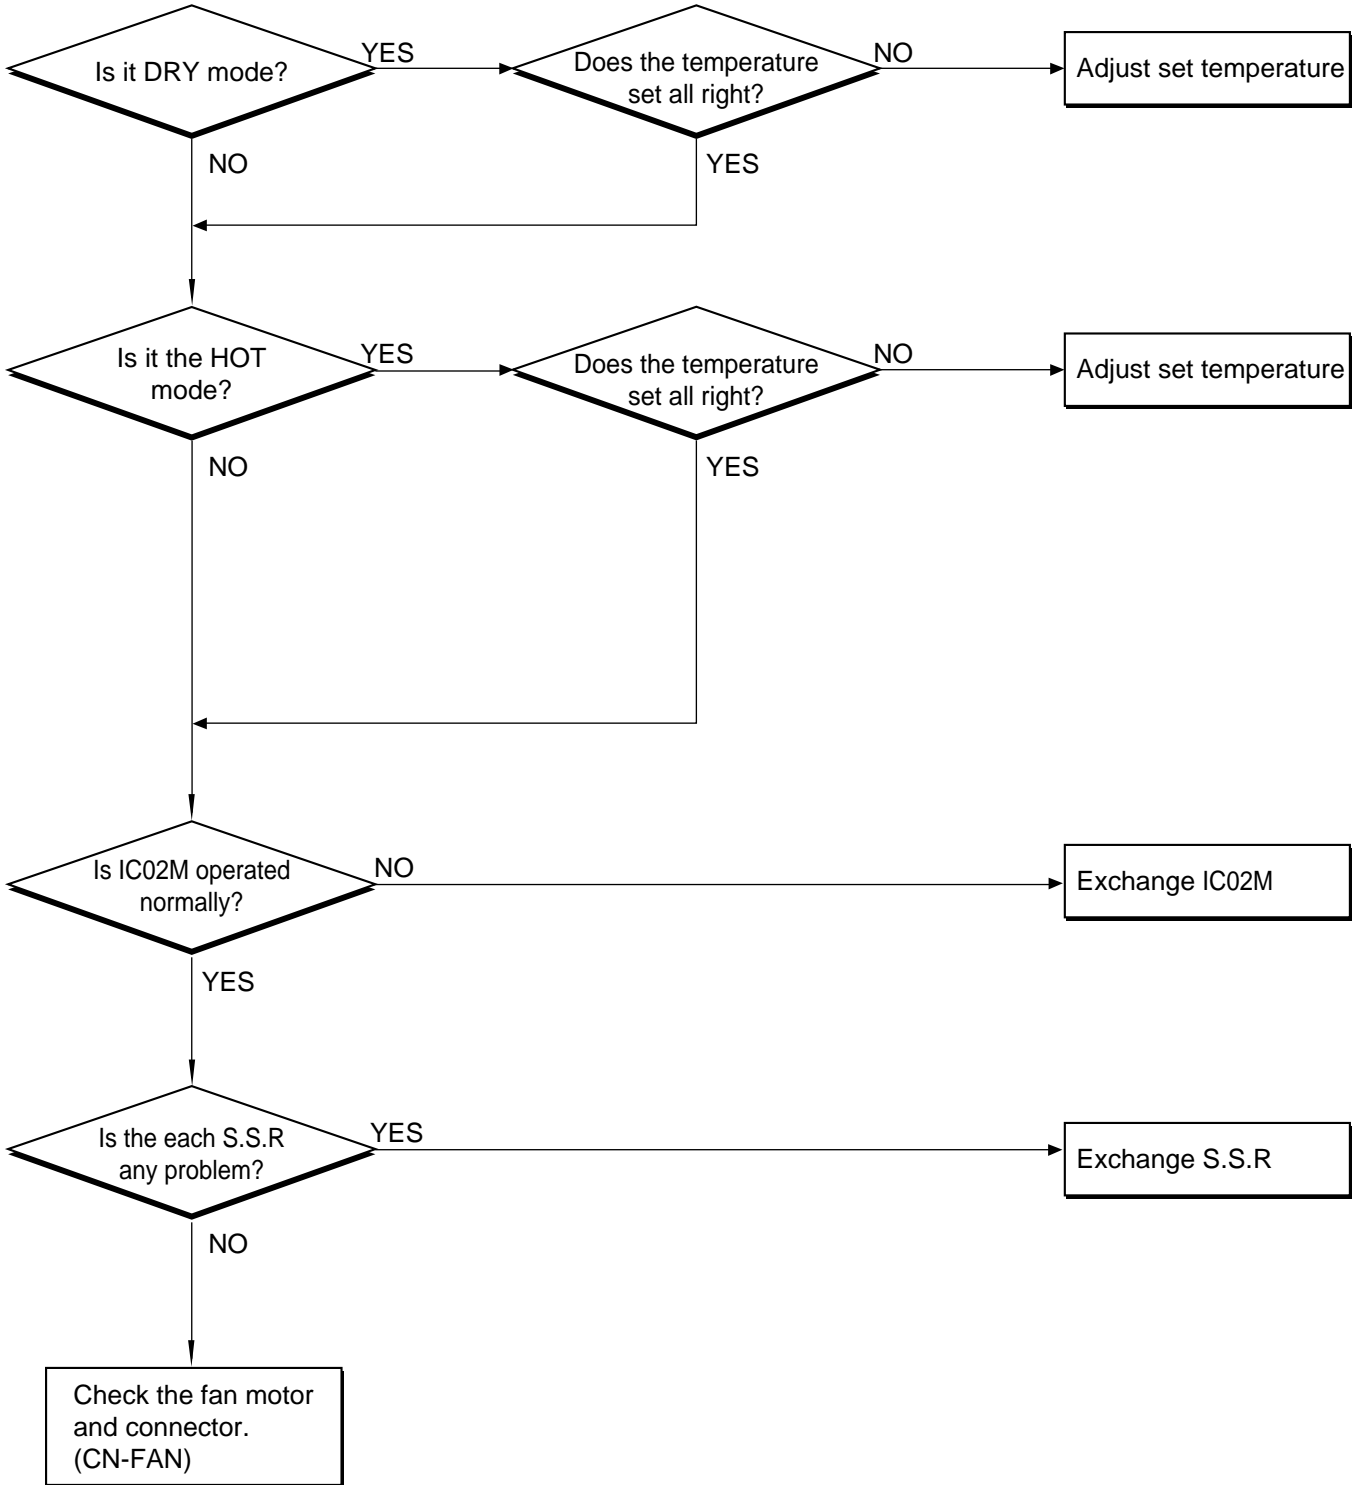 Is it DRY mode?
YES
Does the temperature
set all right?
NO
Adjust set temperature
NO
YES
Is it the HOT
mode?
YES
Does the temperature
set all right?
NO
Adjust set temperature
NO
YES
Is IC02M operated
normally?
NO
Exchange IC02M
YES
Is the each S.S.R
any problem?
YES
Exchange S.S.R
NO
Check the fan motor
and connector.
(CN-FAN)